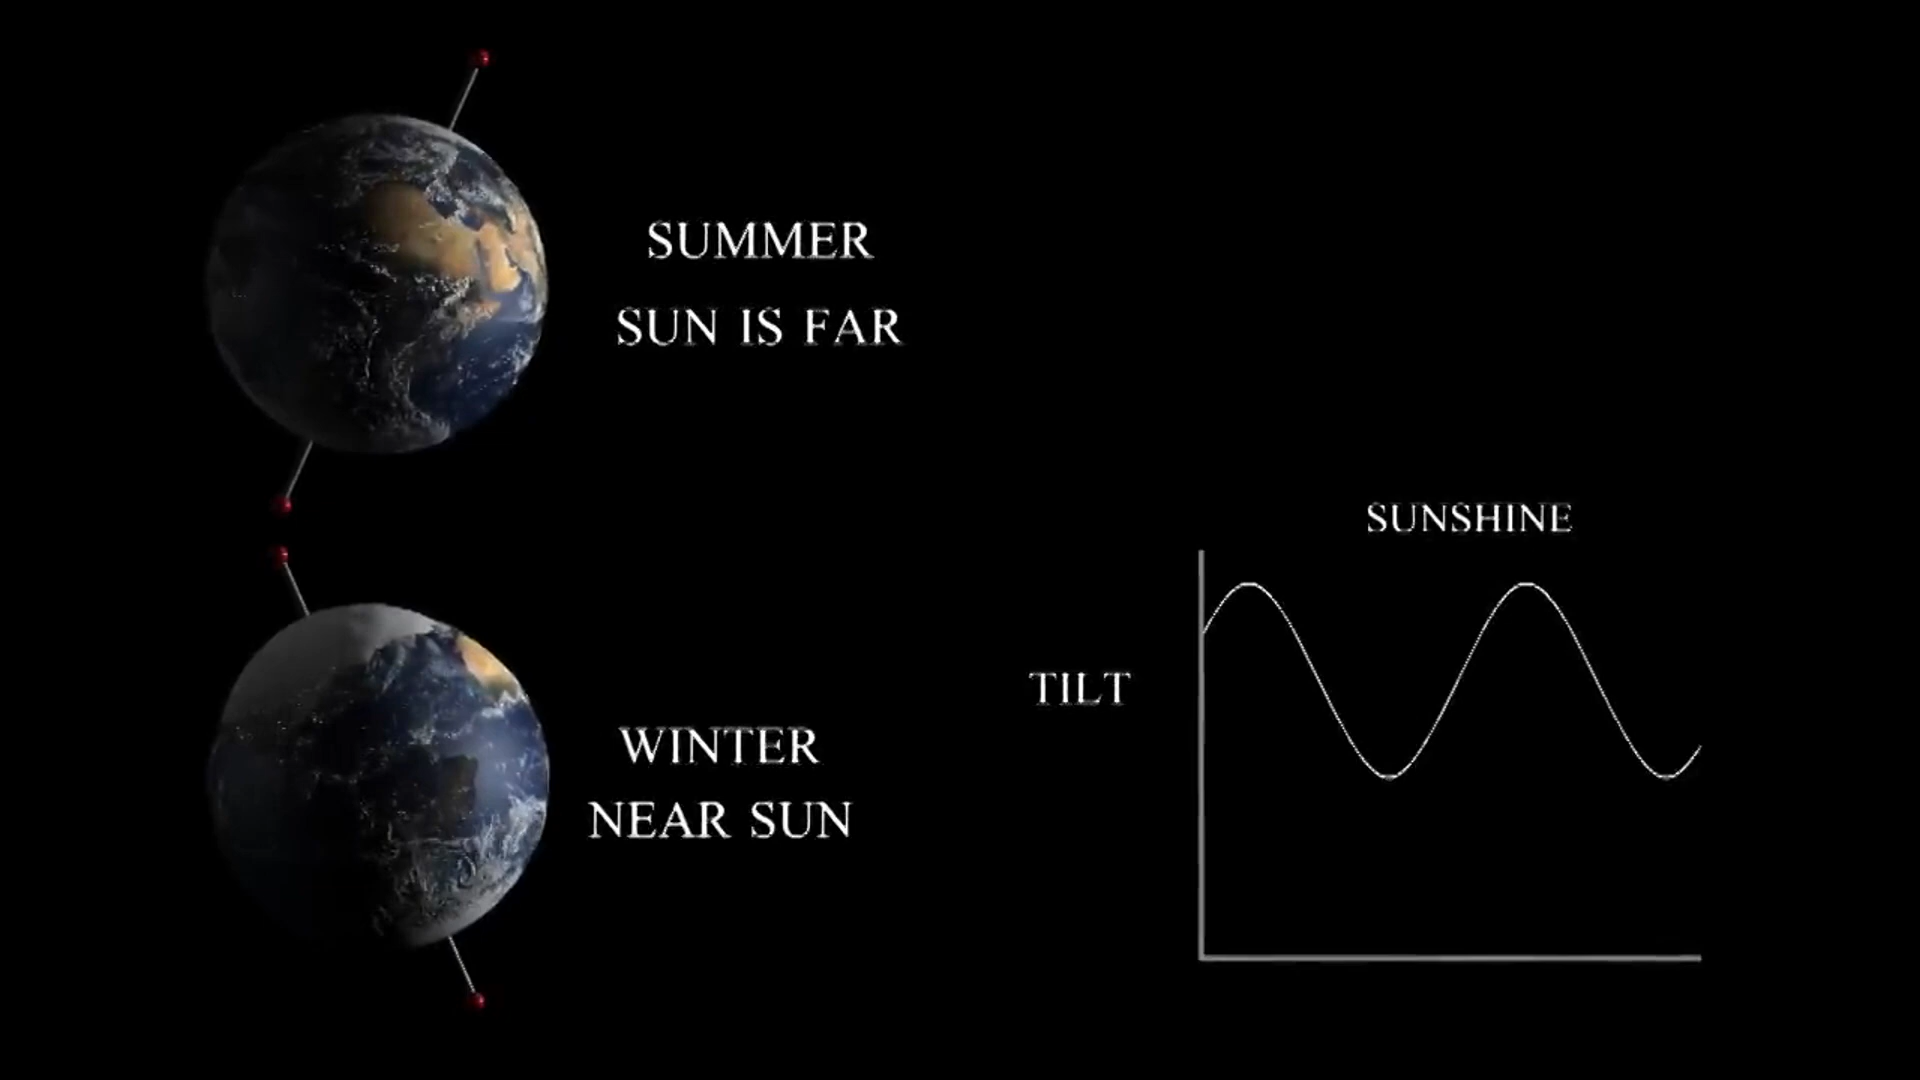 SUMMER
SUN IS FAR
WINTER
NEAR SUN
SUNSHINE
TILT